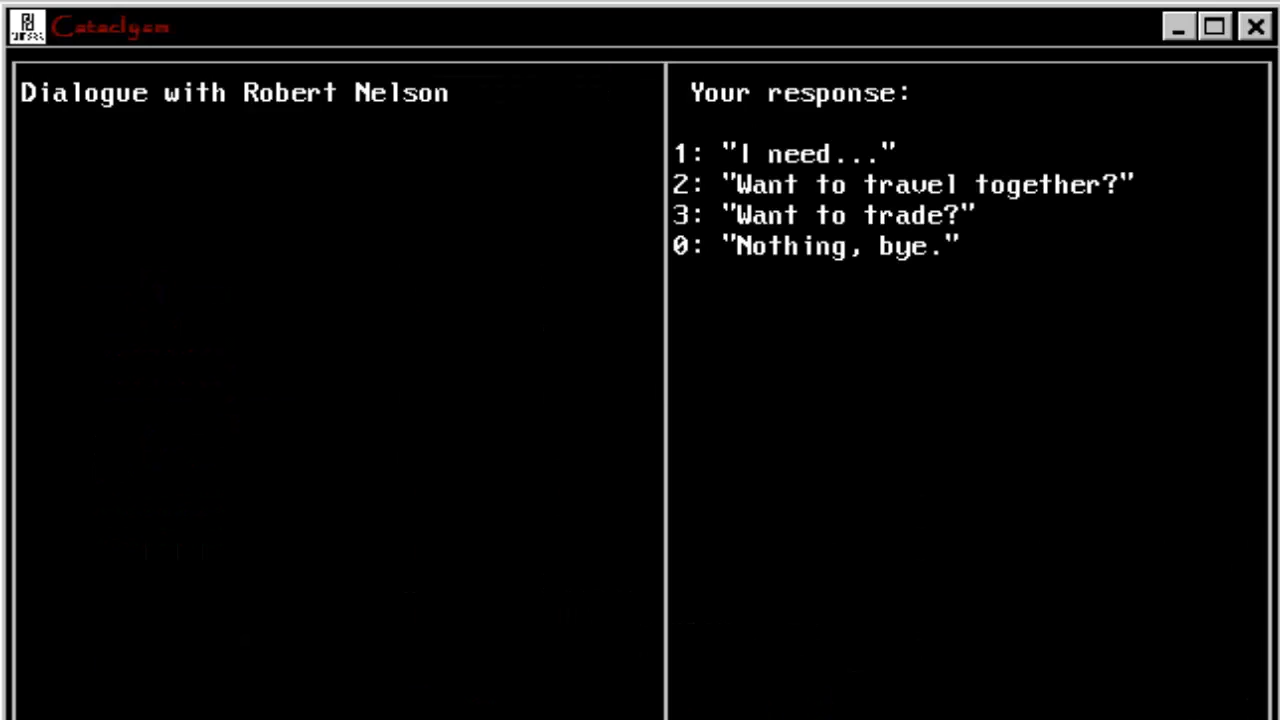 Cataclysm
Dialogue with Robert Nelson
Your response:
1: "I need..."
2: "Want to travel together?"
3: "Want to trade?"
0: "Nothing, bye."